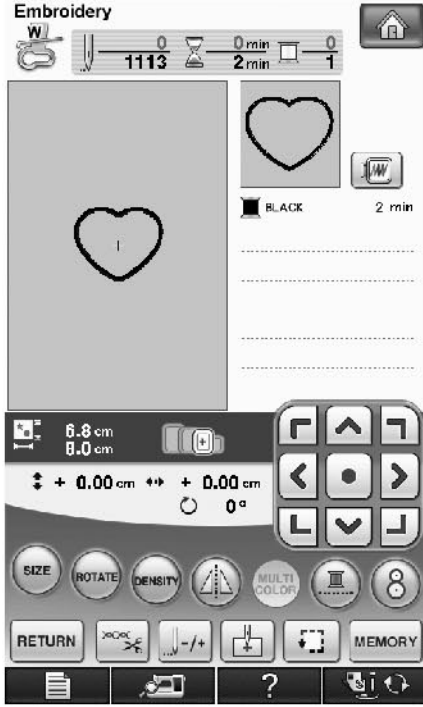 Embroidery
W 0 0 min 0
1113 2 min 1
BLACK 2 min
6.8 cm
8.0 cm
+ 0.00 cm + 0.00 cm
0°
SIZE ROTATE DENSITY MULTI COLOR
RETURN -/+ MEMORY
?